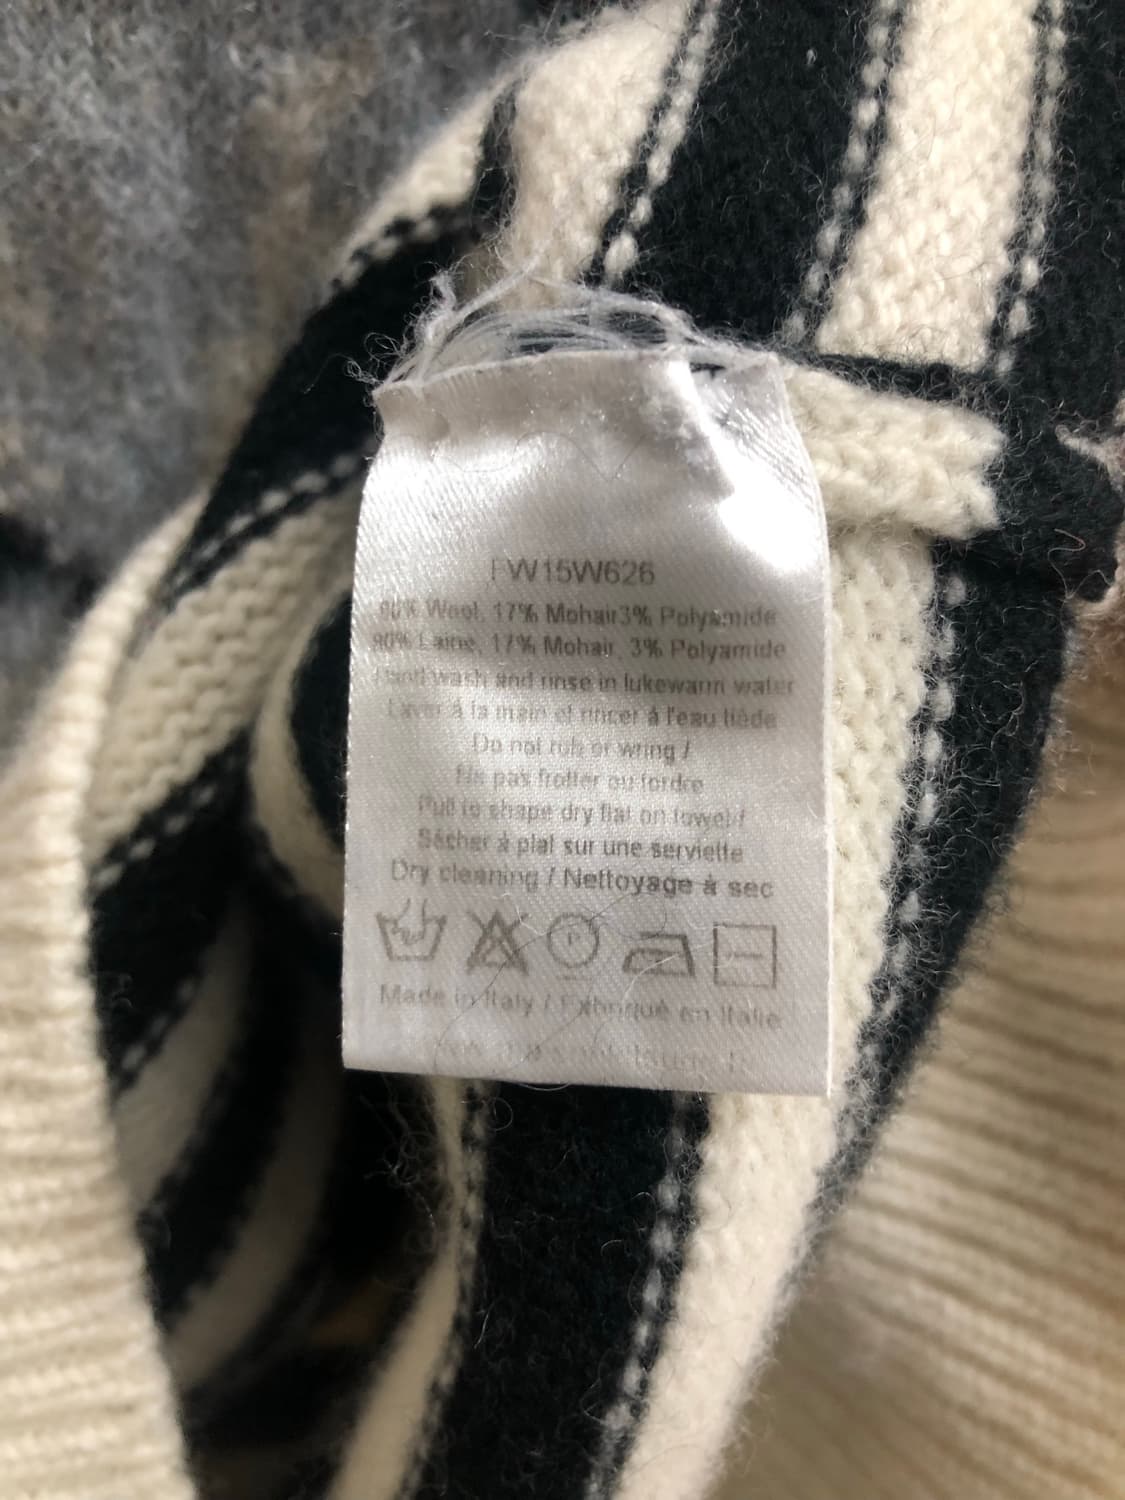 FW15W626
80% Wool, 17% Mohair3% Polyamide
80% Laine, 17% Mohair, 3% Polyamide
Hand wash and rinse in lukewarm water
Laver à la main et rincer à l'eau tiède
Do not rub or wring /
Ne pas frotter ou tordre
Pull to shape dry flat on towel /
Sécher à plat sur une serviette
Dry cleaning / Nettoyage à sec
P
Made in Italy / Fabriqué en Italie